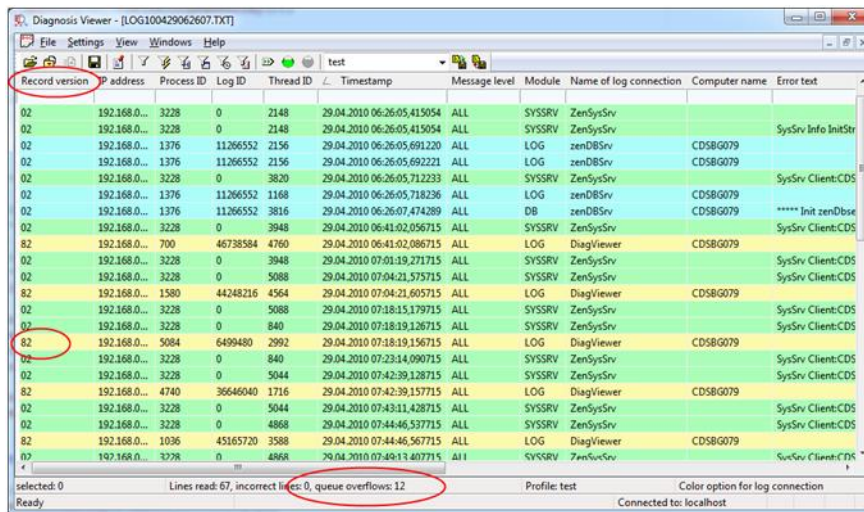 Diagnosis Viewer - [LOG100429062607.TXT]
File Settings View Windows Help
test
Record version IP address Process ID Log ID Thread ID Timestamp Message level Module Name of log connection Computer name Error text
02 192.168.0... 3228 0 2148 29.04.2010 06:26:05,415054 ALL SYSSRV ZenSysSrv
02 192.168.0... 3228 0 2148 29.04.2010 06:26:05,415054 ALL SYSSRV ZenSysSrv SysSrv Info InitStr
02 192.168.0... 1376 11266552 2156 29.04.2010 06:26:05,691220 ALL LOG zenDBSrv CDSBG079
02 192.168.0... 1376 11266552 2156 29.04.2010 06:26:05,692221 ALL LOG zenDBSrv CDSBG079
02 192.168.0... 3228 0 3820 29.04.2010 06:26:05,712233 ALL SYSSRV ZenSysSrv SysSrv Client:CDS
02 192.168.0... 1376 11266552 1168 29.04.2010 06:26:05,718236 ALL LOG zenDBSrv CDSBG079
02 192.168.0... 1376 11266552 3816 29.04.2010 06:26:07,474289 ALL DB zenDBSrv CDSBG079 ***** Init zenDbse
02 192.168.0... 3228 0 3948 29.04.2010 06:41:02,056715 ALL SYSSRV ZenSysSrv SysSrv Client:CDS
82 192.168.0... 700 46738584 4760 29.04.2010 06:41:02,086715 ALL LOG DiagViewer CDSBG079
02 192.168.0... 3228 0 3948 29.04.2010 07:01:19,271715 ALL SYSSRV ZenSysSrv SysSrv Client:CDS
02 192.168.0... 3228 0 5088 29.04.2010 07:04:21,575715 ALL SYSSRV ZenSysSrv SysSrv Client:CDS
82 192.168.0... 1580 44248216 4564 29.04.2010 07:04:21,605715 ALL LOG DiagViewer CDSBG079
02 192.168.0... 3228 0 5088 29.04.2010 07:18:15,179715 ALL SYSSRV ZenSysSrv SysSrv Client:CDS
02 192.168.0... 3228 0 840 29.04.2010 07:18:19,126715 ALL SYSSRV ZenSysSrv SysSrv Client:CDS
82 192.168.0... 5084 6499480 2992 29.04.2010 07:18:19,156715 ALL LOG DiagViewer CDSBG079
02 192.168.0... 3228 0 840 29.04.2010 07:23:14,090715 ALL SYSSRV ZenSysSrv SysSrv Client:CDS
02 192.168.0... 3228 0 5044 29.04.2010 07:42:39,128715 ALL SYSSRV ZenSysSrv SysSrv Client:CDS
82 192.168.0... 4740 36646040 1716 29.04.2010 07:42:39,157715 ALL LOG DiagViewer CDSBG079
02 192.168.0... 3228 0 5044 29.04.2010 07:43:11,428715 ALL SYSSRV ZenSysSrv SysSrv Client:CDS
02 192.168.0... 3228 0 4868 29.04.2010 07:44:46,537715 ALL SYSSRV ZenSysSrv SysSrv Client:CDS
82 192.168.0... 1036 45165720 3588 29.04.2010 07:44:46,567715 ALL LOG DiagViewer CDSBG079
02 192.168.0... 3228 0 4868 29.04.2010 07:49:13,407715 ALL SYSSRV ZenSysSrv SysSrv Client:CDS
selected: 0 Lines read: 67, incorrect lines: 0, queue overflows: 12 Profile: test Color option for log connection
Ready Connected to: localhost